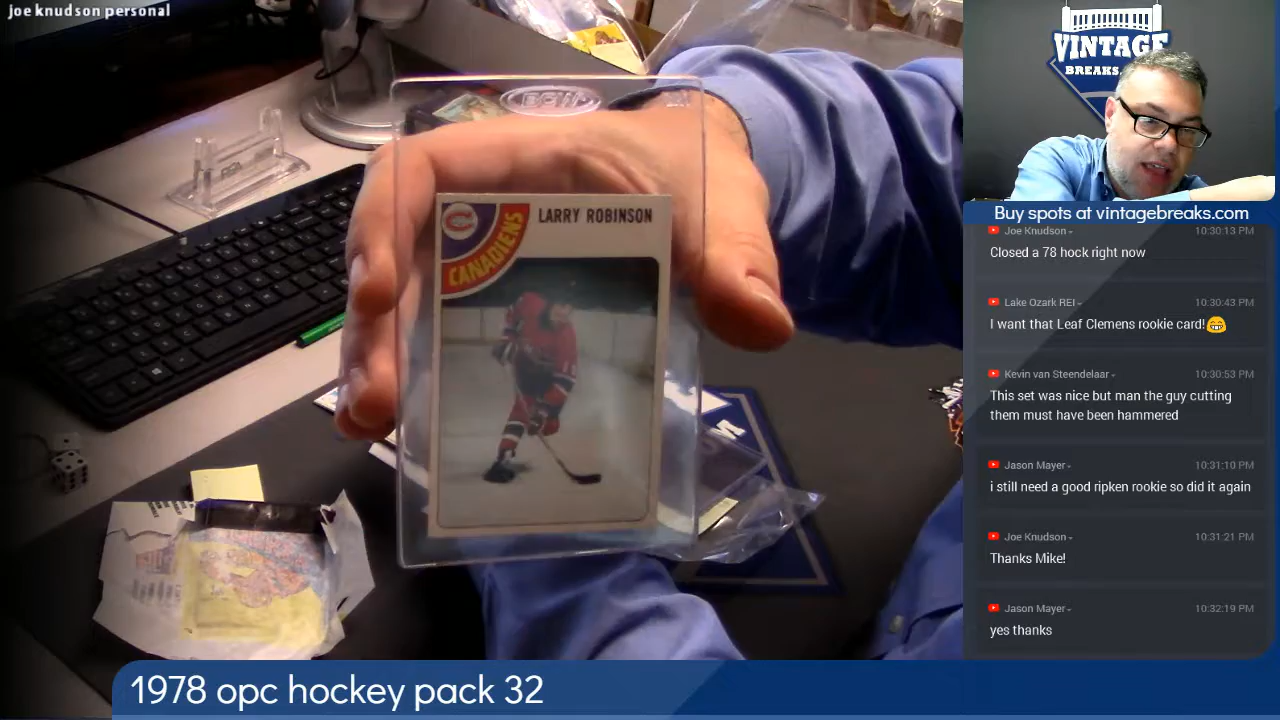 joe knudson personal
BGW
C
CANADIENS
LARRY ROBINSON
VINTAGE
BREAKS
Buy spots at vintagebreaks.com
Joe Knudson
10:30:13 PM
Closed a 78 hock right now
Lake Ozark REI
10:30:43 PM
I want that Leaf Clemens rookie card!😁
Kevin van Steendelaar
10:30:53 PM
This set was nice but man the guy cutting
them must have been hammered
Jason Mayer
10:31:10 PM
i still need a good ripken rookie so did it again
Joe Knudson
10:31:21 PM
Thanks Mike!
Jason Mayer
10:32:19 PM
yes thanks
1978 opc hockey pack 32